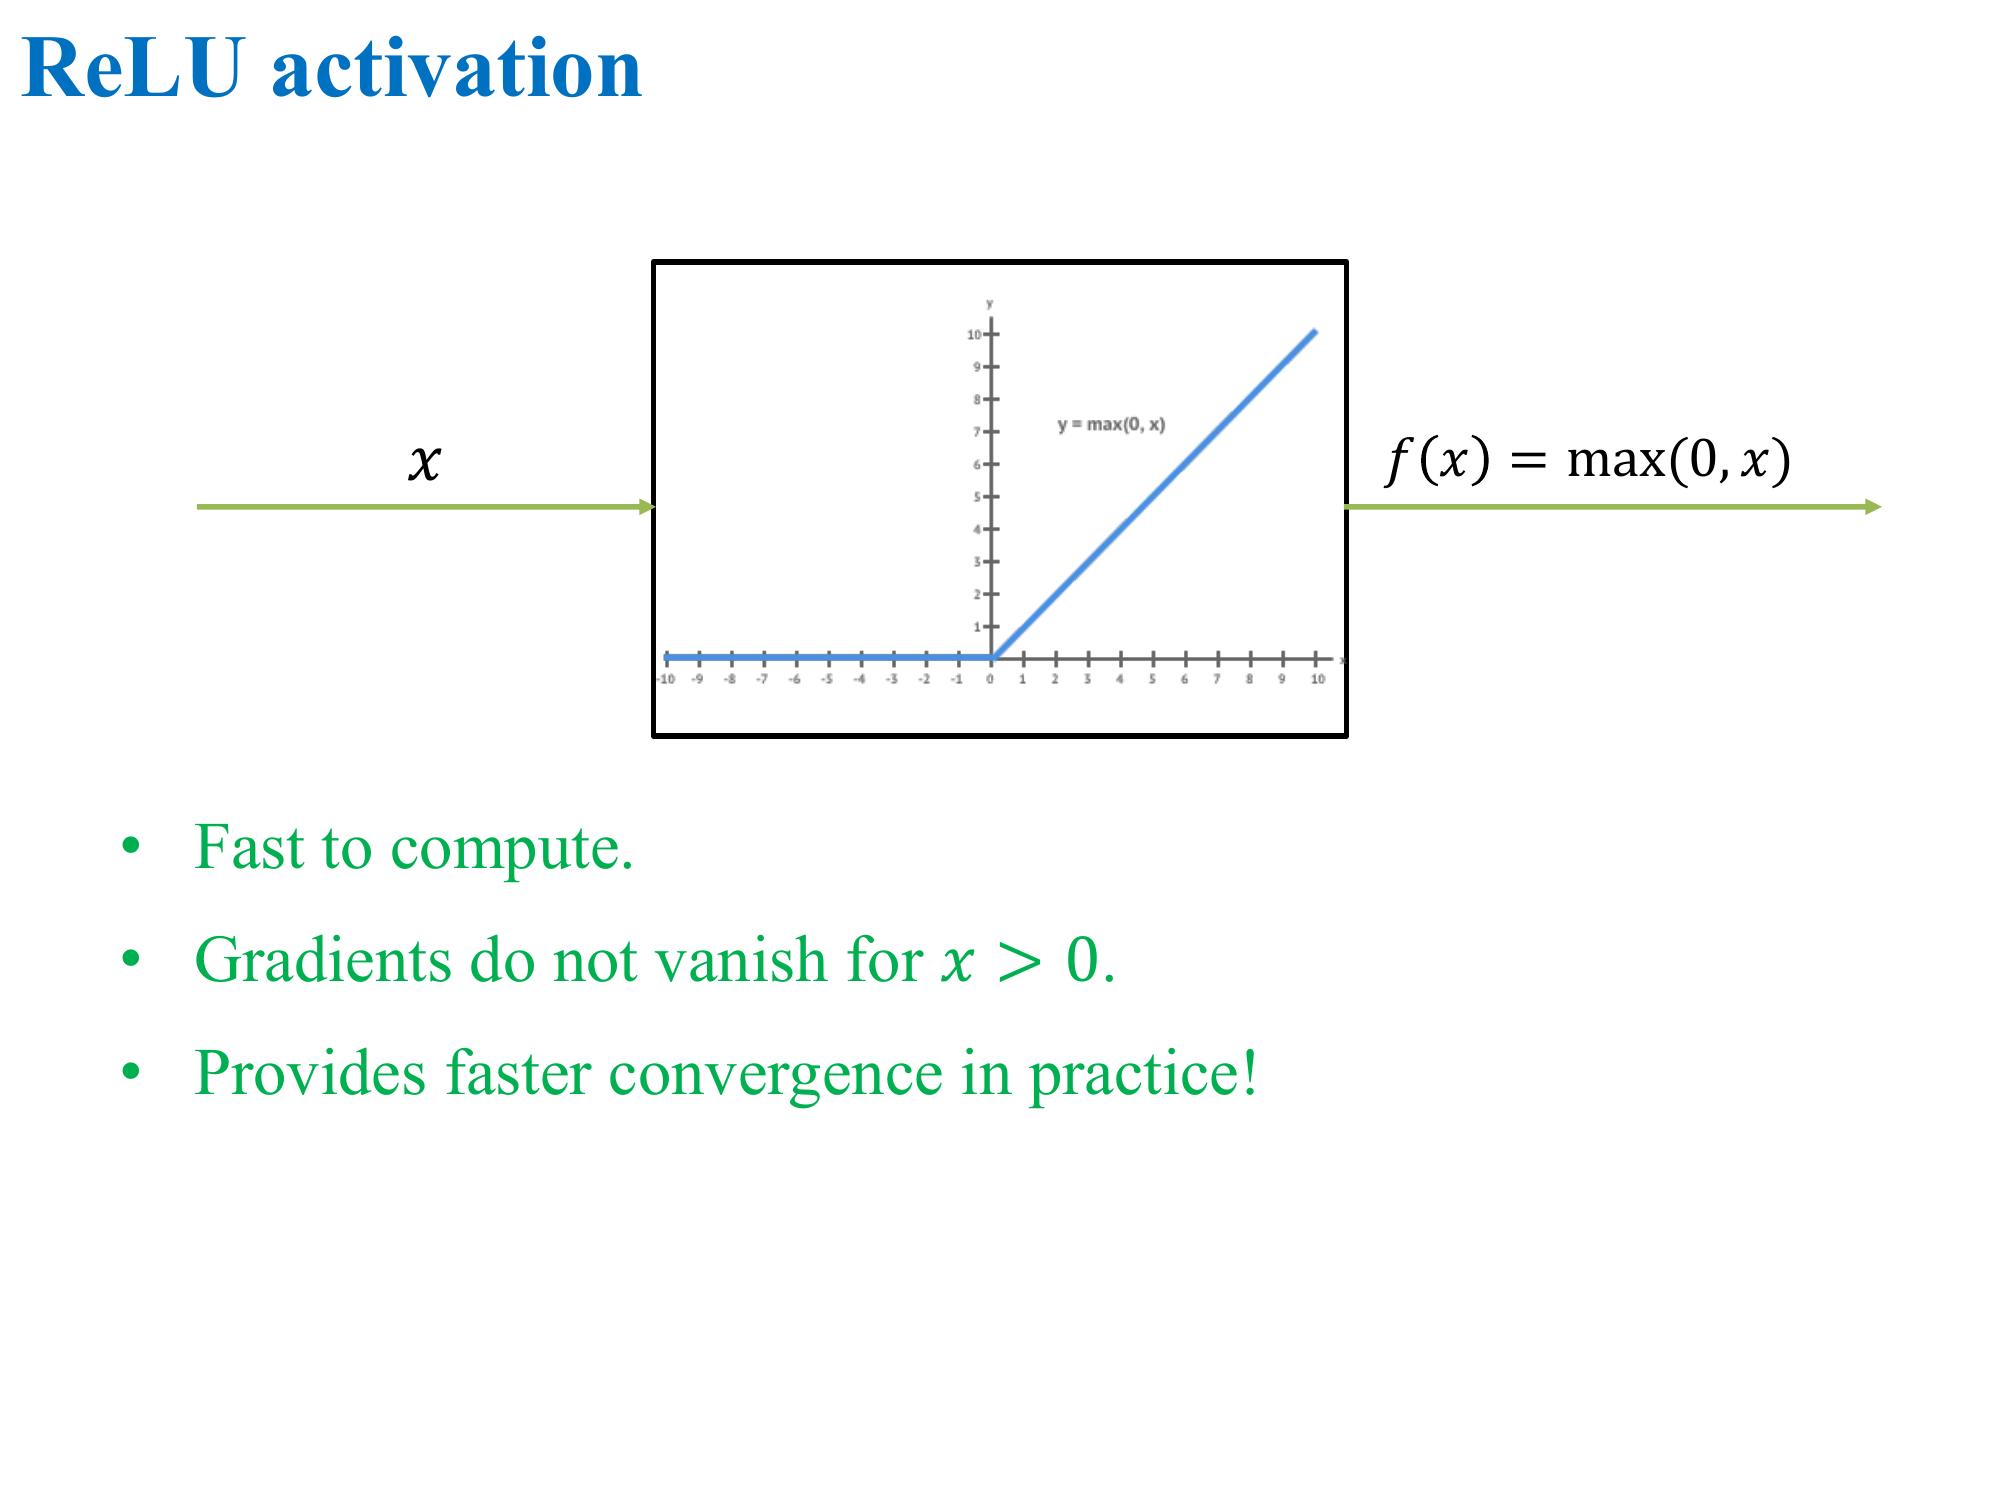 ReLU activation
y
10
9
8
7
6
5
4
3
2
1
y = max(0, x)
x
f(x) = max(0, x)
-10 -9 -8 -7 -6 -5 -4 -3 -2 -1 0 1 2 3 4 5 6 7 8 9 10
x
• Fast to compute.
• Gradients do not vanish for x > 0.
• Provides faster convergence in practice!